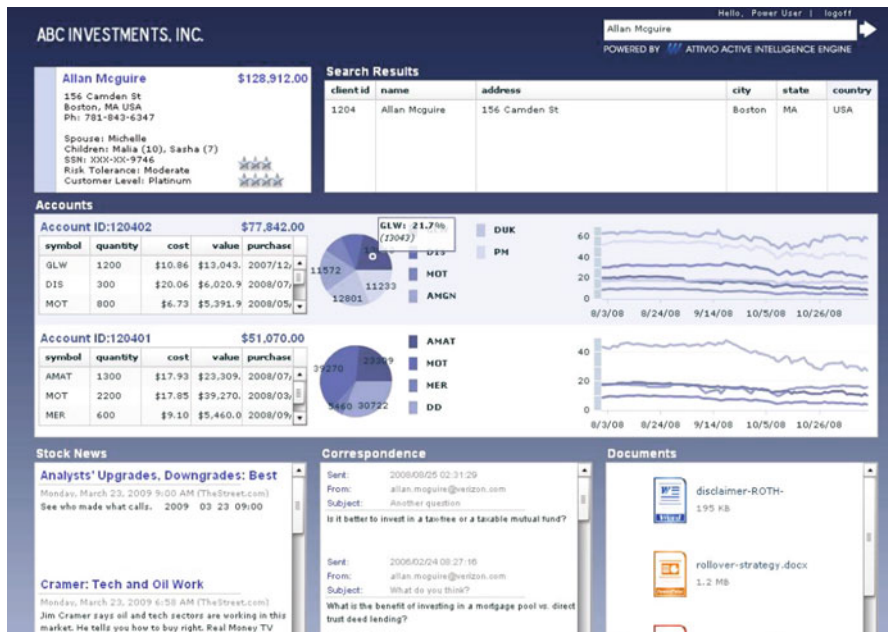 Hello, Power User | logoff
ABC INVESTMENTS, INC.
Allan Mcguire
POWERED BY ATTIVIO ACTIVE INTELLIGENCE ENGINE
Allan Mcguire $128,912.00
156 Camden St
Boston, MA USA
Ph: 781-843-6347
Spouse: Michelle
Children: Malia (10), Sasha (7)
SSN: XXX-XX-9746
Risk Tolerance: Moderate
Customer Level: Platinum
Search Results
client id name address city state country
1204 Allan Mcguire 156 Camden St Boston MA USA
Accounts
Account ID:120402 $77,842.00
symbol quantity cost value purchase
GLW 1200 $10.86 $13,043. 2007/12/
DIS 300 $20.06 $6,020.9 2008/07/
MOT 800 $6.73 $5,391.9 2008/05/
GLW: 21.7%
(13043)
11572
11233
12801
DUK
DIS PM
MOT
AMGN
60
40
20
0
8/3/08 8/24/08 9/14/08 10/5/08 10/26/08
Account ID:120401 $51,070.00
symbol quantity cost value purchase
AMAT 1300 $17.93 $23,309. 2008/07/
MOT 2200 $17.85 $39,270. 2008/03/
MER 600 $9.10 $5,460.0 2008/09/
39270 23309
5460 30722
AMAT
MOT
MER
DD
40
20
0
8/3/08 8/24/08 9/14/08 10/5/08 10/26/08
Stock News
Analysts' Upgrades, Downgrades: Best
Monday, March 23, 2009 9:00 AM (TheStreet.com)
See who made what calls. 2009 03 23 09:00
Cramer: Tech and Oil Work
Monday, March 23, 2009 6:58 AM (TheStreet.com)
Jim Cramer says oil and tech sectors are working in this
market. He tells you how to buy right. Real Money TV
Correspondence
Sent: 2008/08/25 02:31:29
From: allan.mcguire@verizon.com
Subject: Another question
Is it better to invest in a tax-free or a taxable mutual fund?
Sent: 2006/02/24 08:27:16
From: allan.mcguire@verizon.com
Subject: What do you think?
What is the benefit of investing in a mortgage pool vs. direct
trust deed lending?
Documents
disclaimer-ROTH-
195 KB
rollover-strategy.docx
1.2 MB